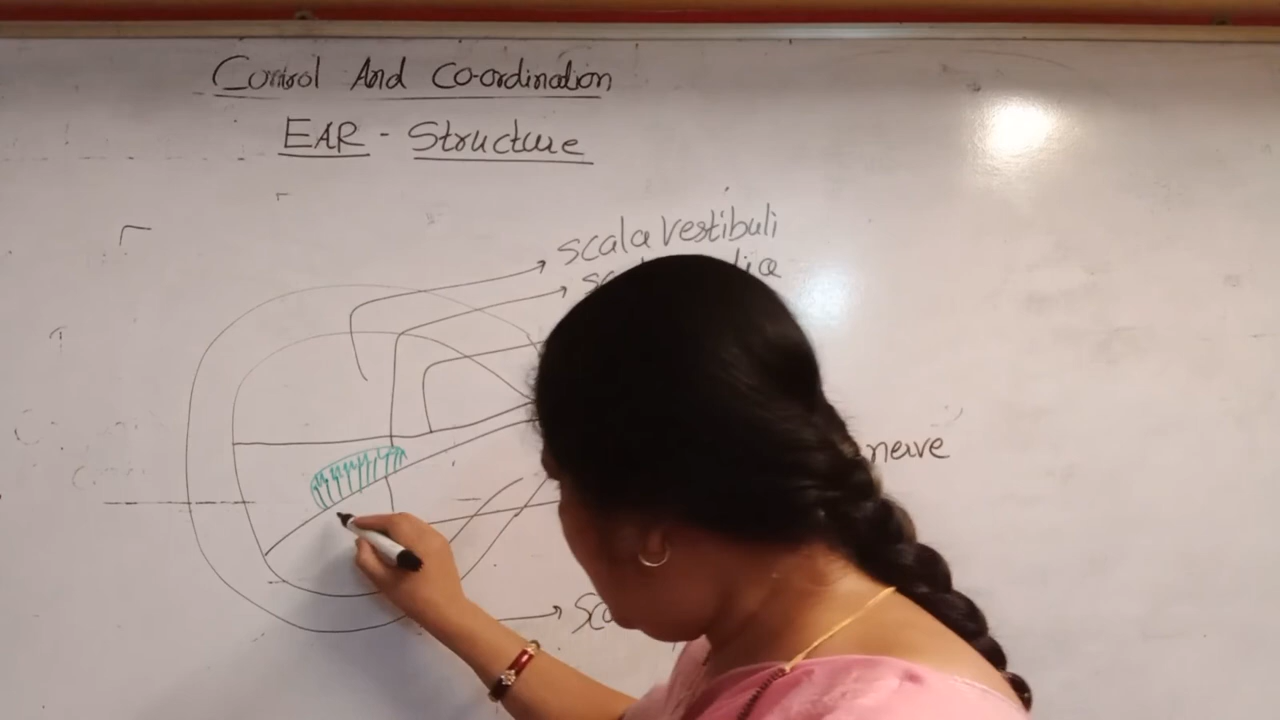 Control And Co-ordination
EAR - Structure
scala vestibuli
nerve